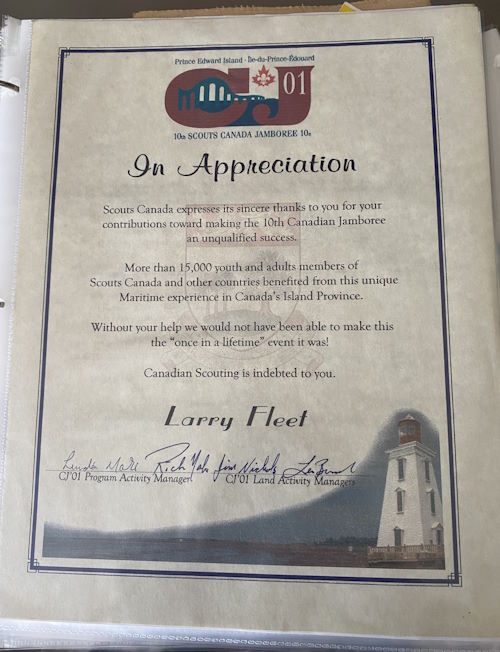 Prince Edward Island · Île-du-Prince-Édouard
CJ 01
10th SCOUTS CANADA JAMBOREE 10e
In Appreciation
Scouts Canada expresses its sincere thanks to you for your
contributions toward making the 10th Canadian Jamboree
an unqualified success.
More than 15,000 youth and adults members of
Scouts Canada and other countries benefited from this unique
Maritime experience in Canada's Island Province.
Without your help we would not have been able to make this
the “once in a lifetime” event it was!
Canadian Scouting is indebted to you.
Larry Fleet
Linda Rick Jim Nichols
CJ'01 Program Activity Manager CJ'01 Land Activity Managers